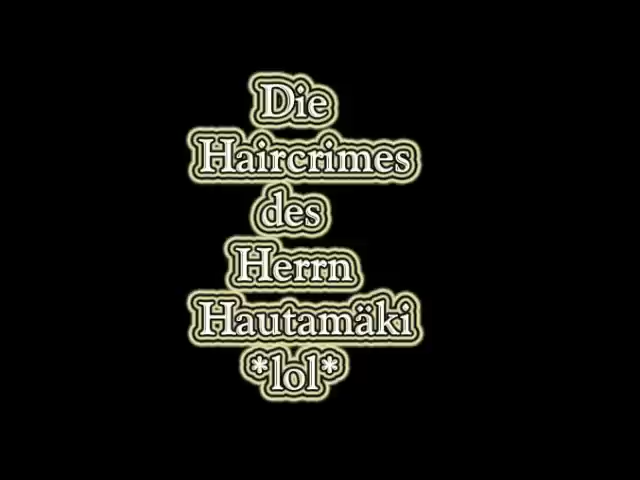 Die
Haircrimes
des
Herrn
Hautamäki
*lol*